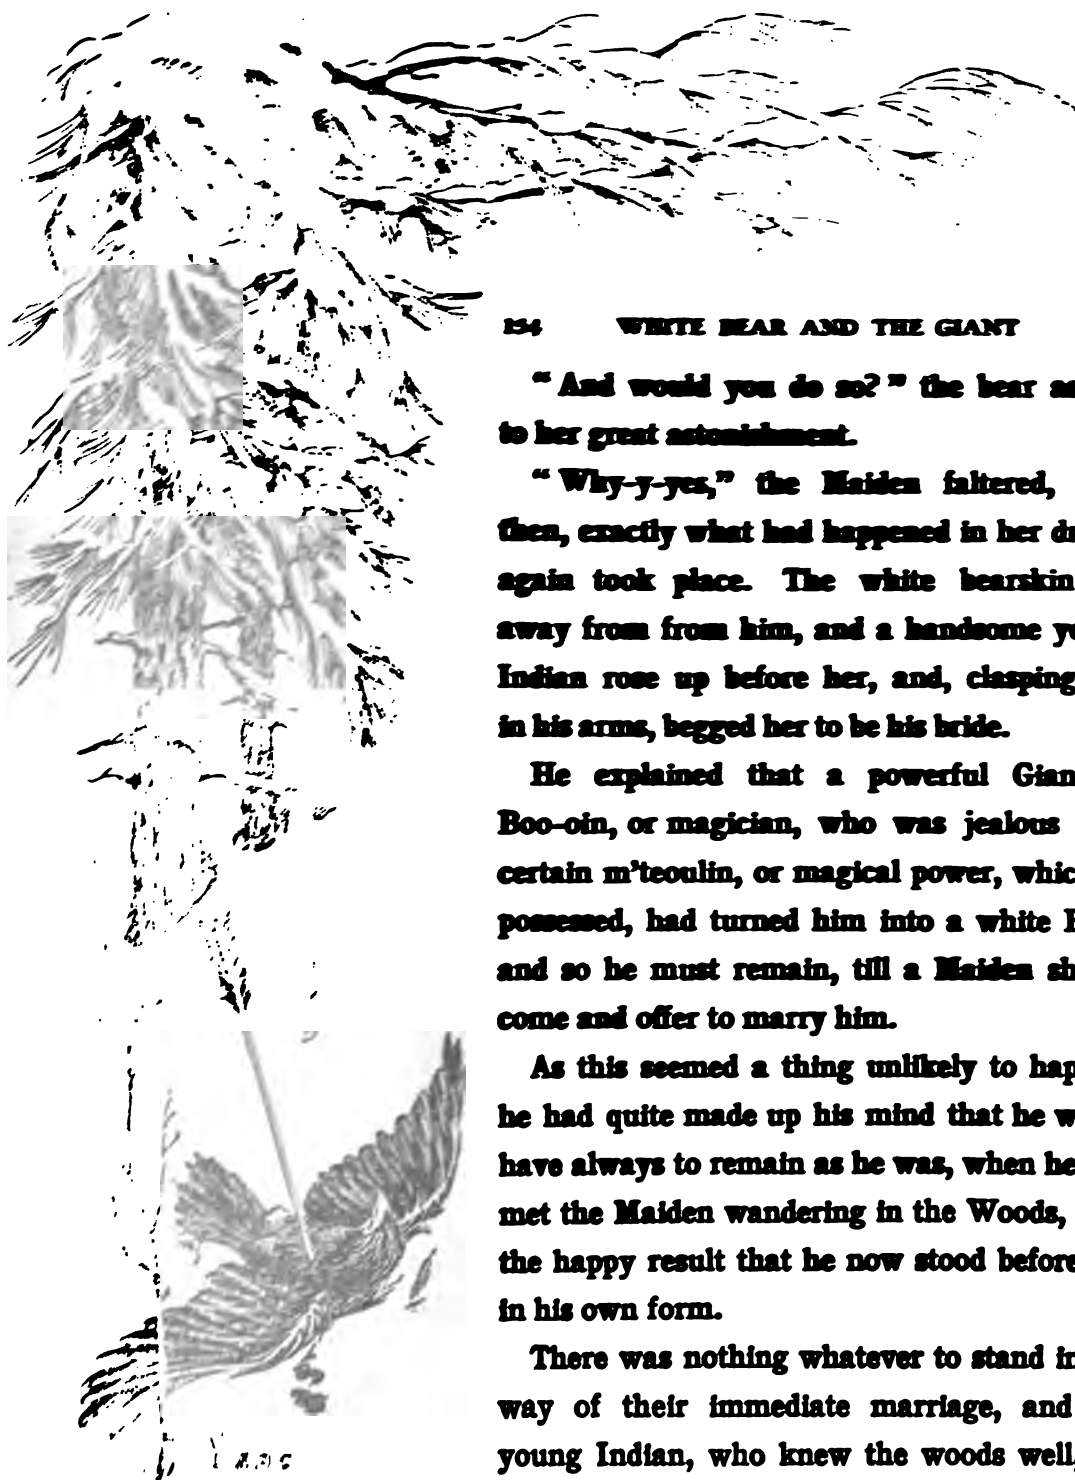 154 WHITE BEAR AND THE GIANT
“ And would you do so? ” the bear as
to her great astonishment.
“ Why-y-yes,” the Maiden faltered,
then, exactly what had happened in her dr
again took place. The white bearskin
away from from him, and a handsome yo
Indian rose up before her, and, clasping
in his arms, begged her to be his bride.
He explained that a powerful Gian
Boo-oin, or magician, who was jealous
certain m’teoulin, or magical power, whic
possessed, had turned him into a white
and so he must remain, till a Maiden sh
come and offer to marry him.
As this seemed a thing unlikely to hap
he had quite made up his mind that he w
have always to remain as he was, when he
met the Maiden wandering in the Woods,
the happy result that he now stood before
in his own form.
There was nothing whatever to stand in
way of their immediate marriage, and
young Indian, who knew the woods well,